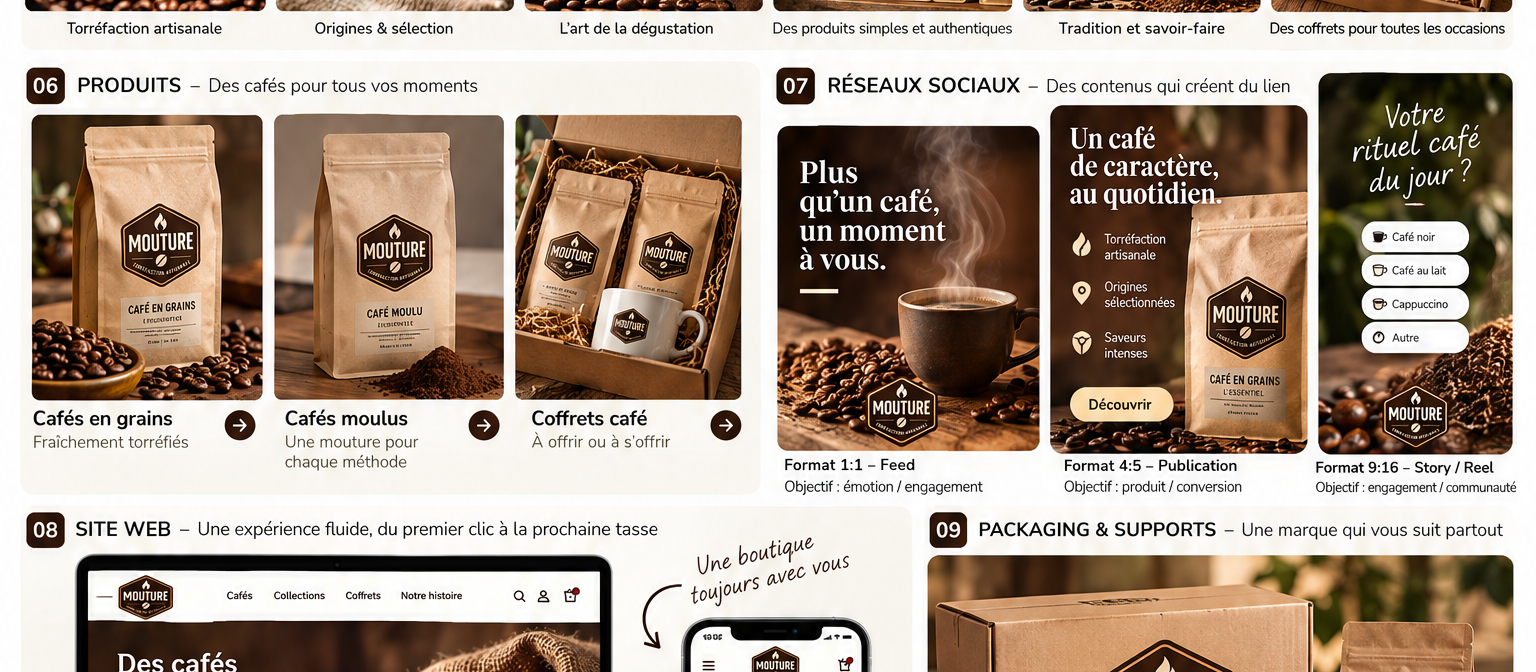 Torréfaction artisanale
Origines & sélection
L'art de la dégustation
Des produits simples et authentiques
Tradition et savoir-faire
Des coffrets pour toutes les occasions
06 PRODUITS – Des cafés pour tous vos moments
MOUTURE
CAFÉ EN GRAINS
MOUTURE
CAFÉ MOULU
MOUTURE
MOUTURE
MOUTURE
Cafés en grains
Fraîchement torréfiés
Cafés moulus
Une mouture pour
chaque méthode
Coffrets café
À offrir ou à s'offrir
07 RÉSEAUX SOCIAUX – Des contenus qui créent du lien
Plus
qu'un café,
un moment
à vous.
MOUTURE
Format 1:1 – Feed
Objectif : émotion / engagement
Un café
de caractère,
au quotidien.
Torréfaction
artisanale
Origines
sélectionnées
Saveurs
intenses
Découvrir
MOUTURE
CAFÉ EN GRAINS
L'ESSENTIEL
Format 4:5 – Publication
Objectif : produit / conversion
Votre
rituel café
du jour ?
Café noir
Café au lait
Cappuccino
Autre
MOUTURE
Format 9:16 – Story / Reel
Objectif : engagement / communauté
08 SITE WEB – Une expérience fluide, du premier clic à la prochaine tasse
MOUTURE
Cafés
Collections
Coffrets
Notre histoire
Des cafés
Une boutique
toujours avec vous
MOUTURE
09 PACKAGING & SUPPORTS – Une marque qui vous suit partout